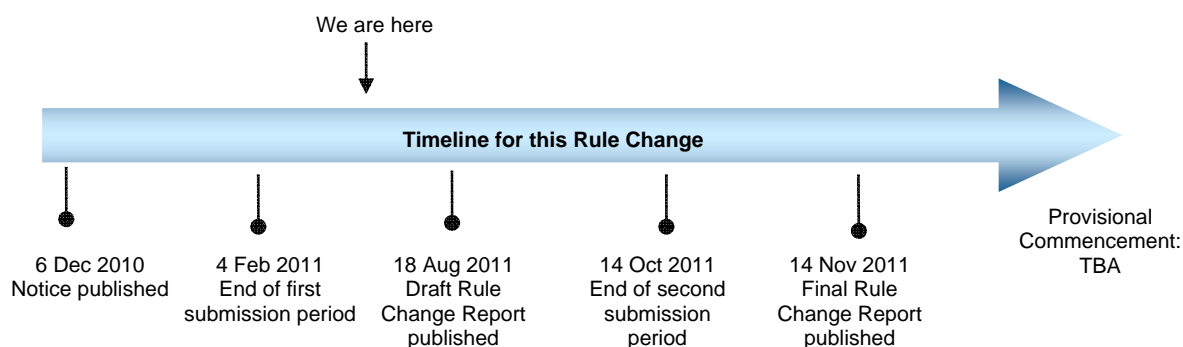 We are here
Timeline for this Rule Change
6 Dec 2010
Notice published
4 Feb 2011
End of first
submission period
18 Aug 2011
Draft Rule
Change Report
published
14 Oct 2011
End of second
submission
period
14 Nov 2011
Final Rule
Change Report
published
Provisional
Commencement:
TBA